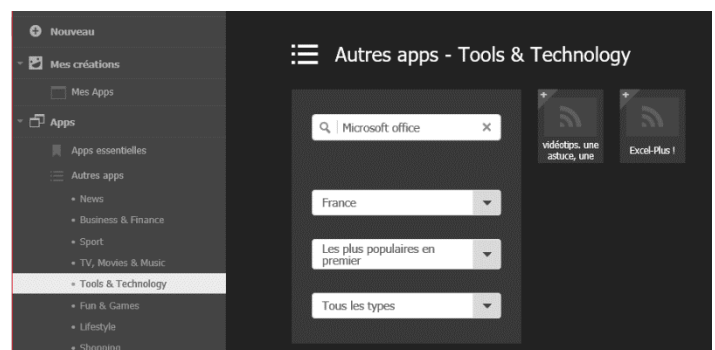 Nouveau
Mes créations
Mes Apps
Apps
Apps essentielles
Autres apps
• News
• Business & Finance
• Sport
• TV, Movies & Music
• Tools & Technology
• Fun & Games
• Lifestyle
• Shopping
Autres apps - Tools & Technology
Microsoft office
France
Les plus populaires en
premier
Tous les types
vidéotips. une
astuce, une
Excel-Plus !